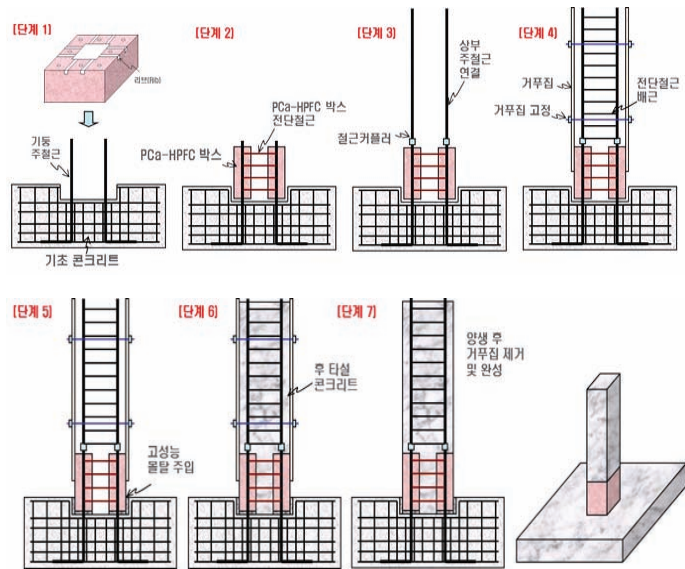 [단계 1]
리브(Rib)
기둥
주철근
기초 콘크리트
[단계 2]
PCa-HPFC 박스
전단철근
PCa-HPFC 박스
[단계 3]
상부
주철근
연결
철근커플러
[단계 4]
거푸집
거푸집 고정
전단철근
배근
[단계 5]
고성능
몰탈 주입
[단계 6]
후 타설
콘크리트
[단계 7]
양생 후
거푸집 제거
및 완성